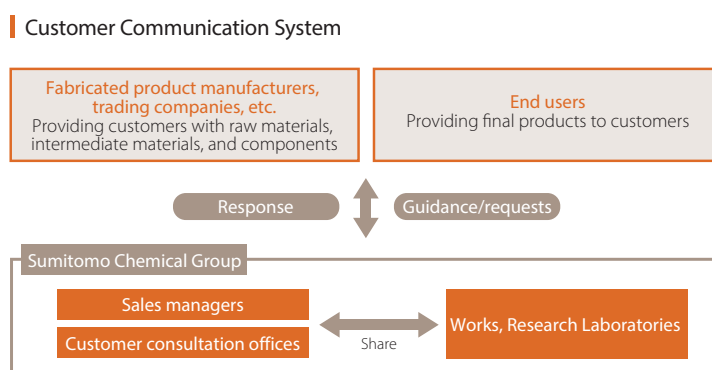 Customer Communication System
Fabricated product manufacturers,
trading companies, etc.
Providing customers with raw materials,
intermediate materials, and components
End users
Providing final products to customers
Response
Guidance/requests
Sumitomo Chemical Group
Sales managers
Customer consultation offices
Share
Works, Research Laboratories